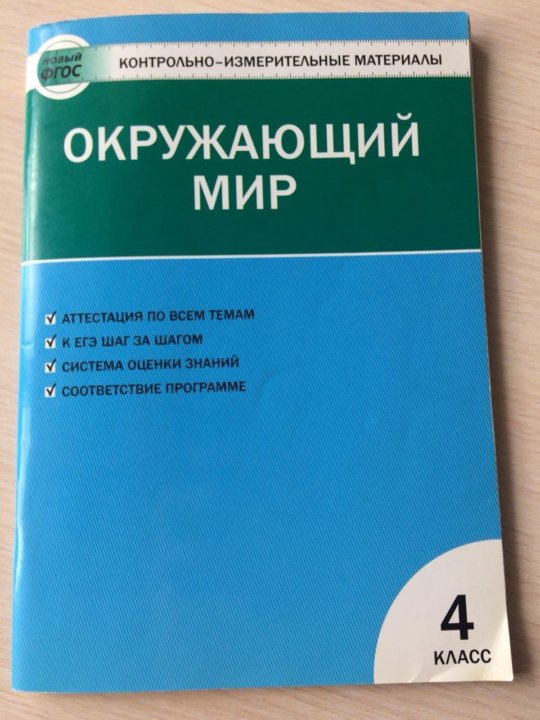 НОВЫЙ
ФГОС
КОНТРОЛЬНО-ИЗМЕРИТЕЛЬНЫЕ МАТЕРИАЛЫ
ОКРУЖАЮЩИЙ
МИР
АТТЕСТАЦИЯ ПО ВСЕМ ТЕМАМ
К ЕГЭ ШАГ ЗА ШАГОМ
СИСТЕМА ОЦЕНКИ ЗНАНИЙ
СООТВЕТСТВИЕ ПРОГРАММЕ
4
КЛАСС